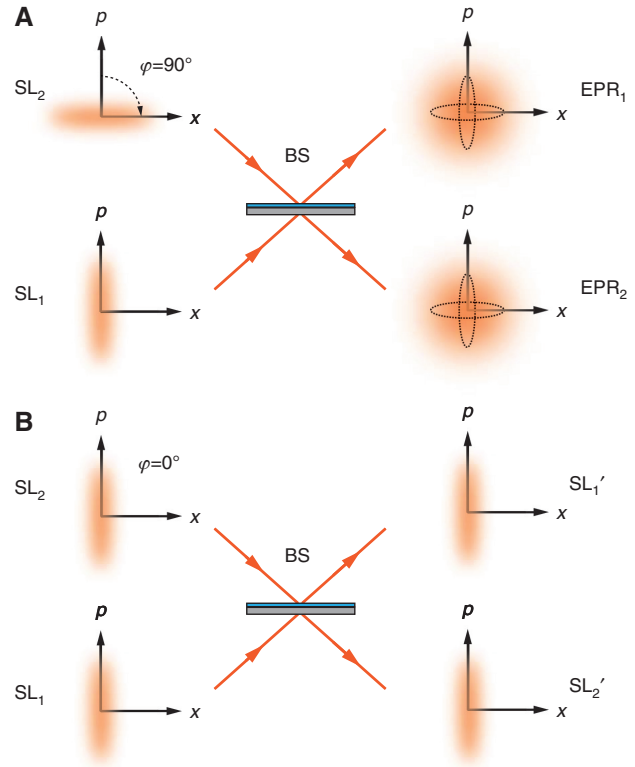 A
p
SL₂
φ=90°
x
BS
p
EPR₁
x
p
SL₁
x
p
EPR₂
x
B
p
SL₂
φ=0°
x
BS
p
SL₁′
x
p
SL₁
x
p
SL₂′
x